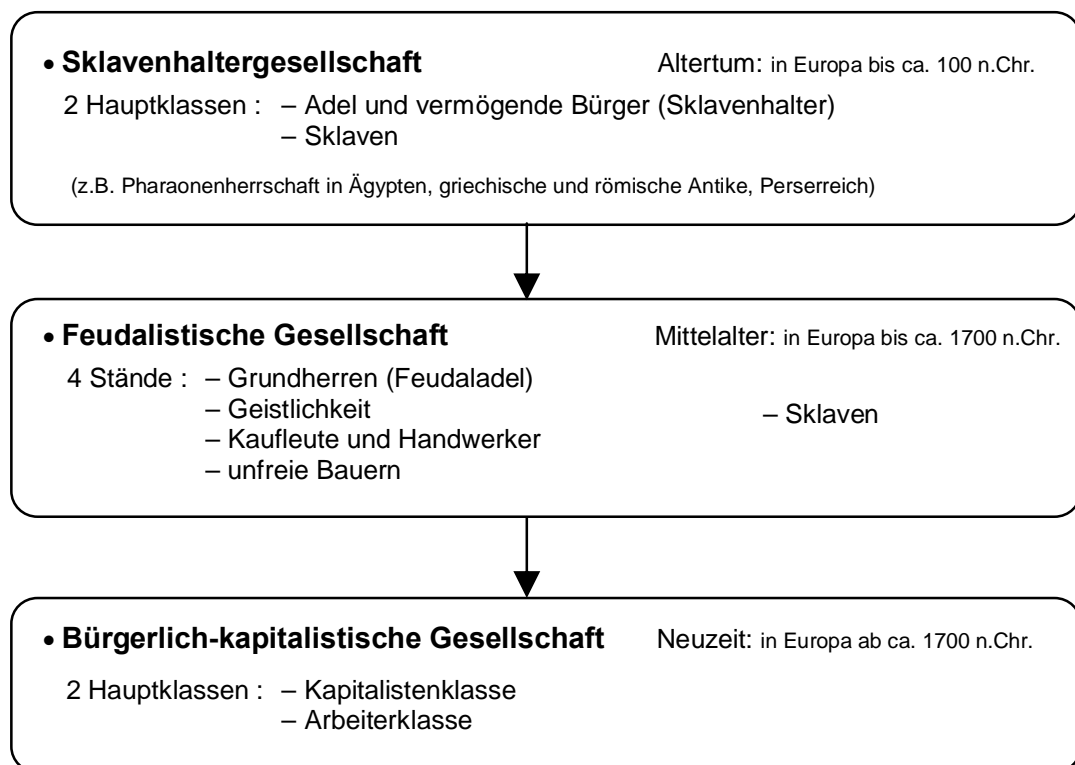 • Sklavenhaltergesellschaft Altertum: in Europa bis ca. 100 n.Chr.
2 Hauptklassen : – Adel und vermögende Bürger (Sklavenhalter)
– Sklaven
(z.B. Pharaonenherrschaft in Ägypten, griechische und römische Antike, Perserreich)
• Feudalistische Gesellschaft Mittelalter: in Europa bis ca. 1700 n.Chr.
4 Stände : – Grundherren (Feudaladel)
– Geistlichkeit – Sklaven
– Kaufleute und Handwerker
– unfreie Bauern
• Bürgerlich-kapitalistische Gesellschaft Neuzeit: in Europa ab ca. 1700 n.Chr.
2 Hauptklassen : – Kapitalistenklasse
– Arbeiterklasse